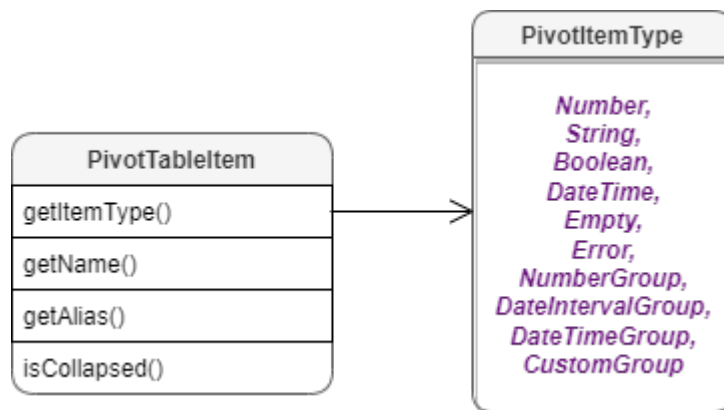 PivotTableItem
getItemType()
getName()
getAlias()
isCollapsed()
PivotItemType
Number,
String,
Boolean,
DateTime,
Empty,
Error,
NumberGroup,
DateIntervalGroup,
DateTimeGroup,
CustomGroup